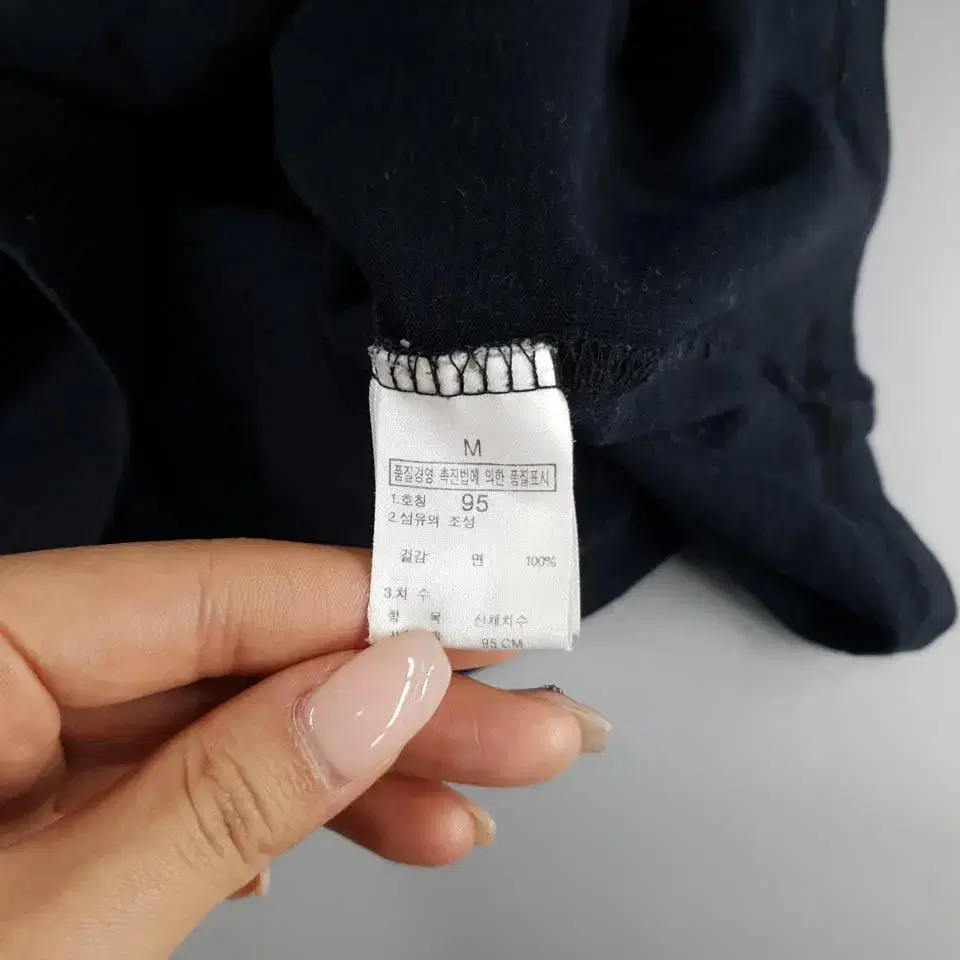 M
품질경영 촉진법에 의한 품질표시
1.호칭 95
2.섬유의 조성
겉감 면 100%
3.치 수
항 목 신체치수
95 CM